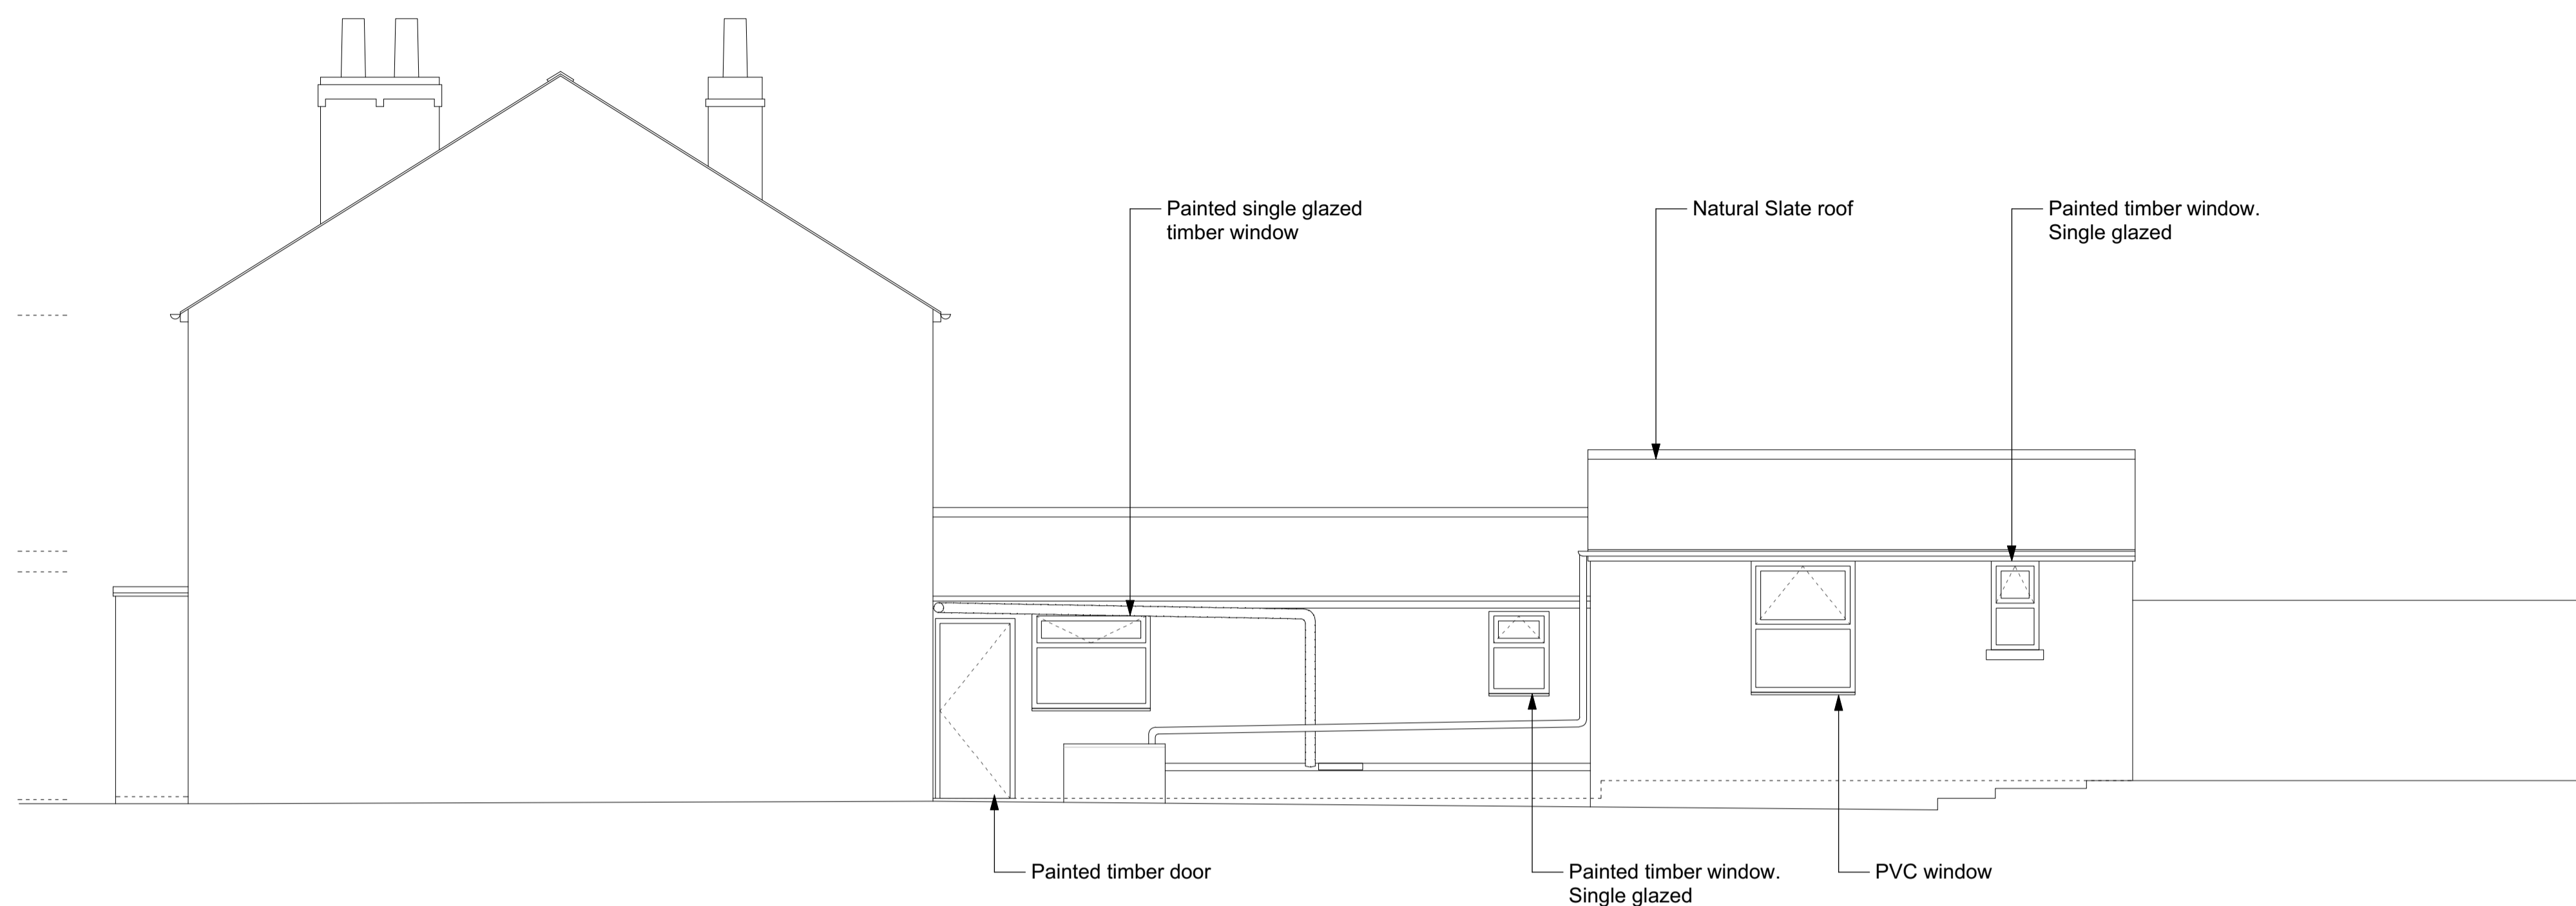 Painted single glazed
timber window
Natural Slate roof
Painted timber window.
Single glazed
Painted timber door
Painted timber window.
Single glazed
PVC window